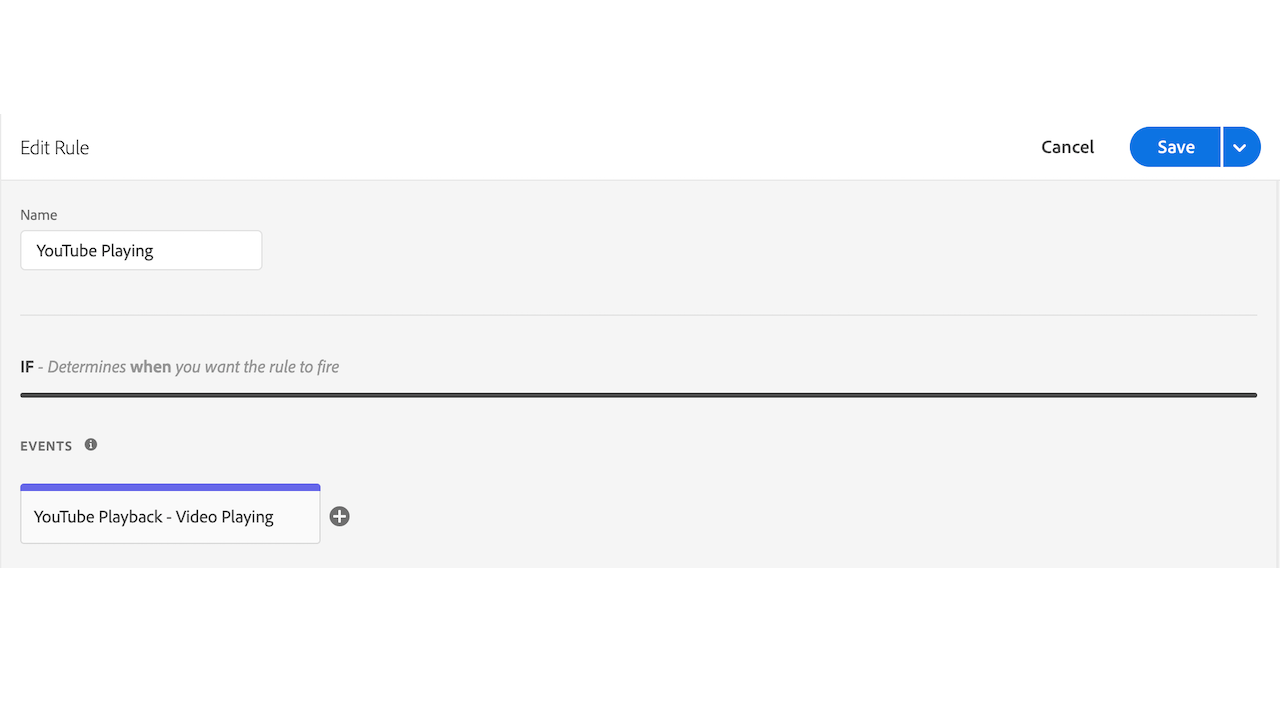 Edit Rule
Cancel
Save
Name
YouTube Playing
IF - Determines when you want the rule to fire
EVENTS
YouTube Playback - Video Playing